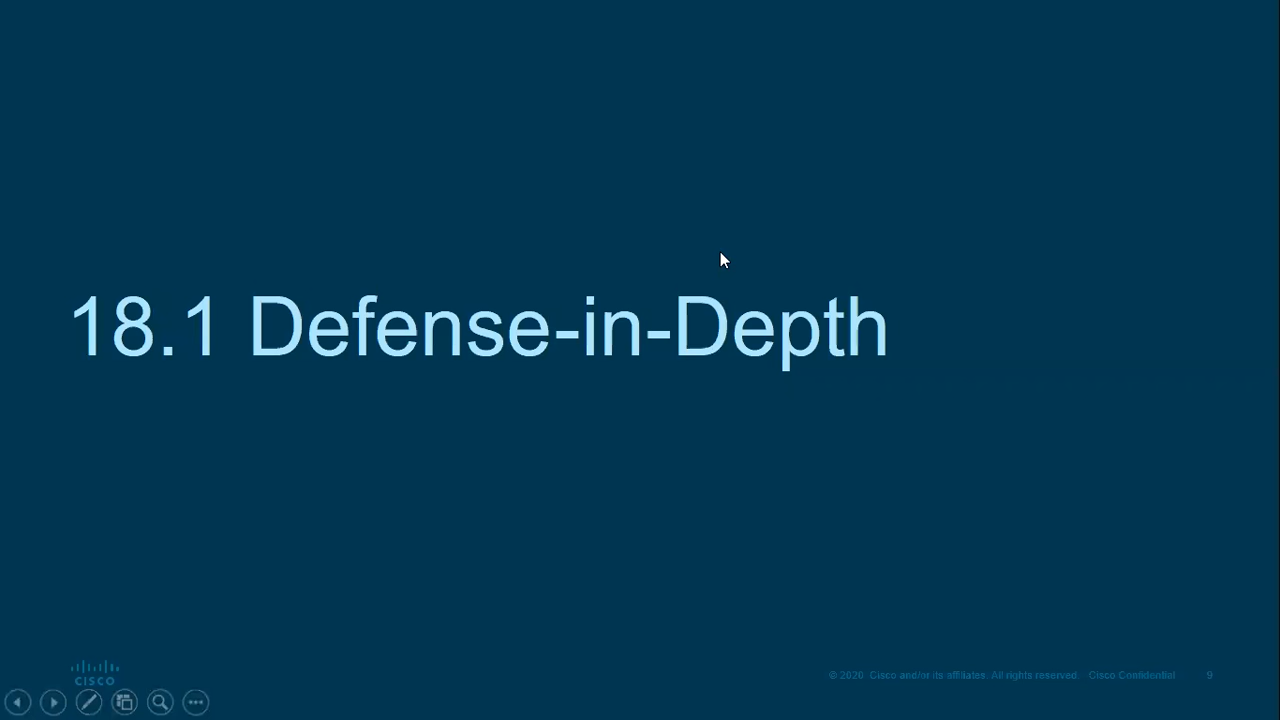 18.1 Defense-in-Depth
CISCO
© 2020 Cisco and/or its affiliates. All rights reserved. Cisco Confidential 9